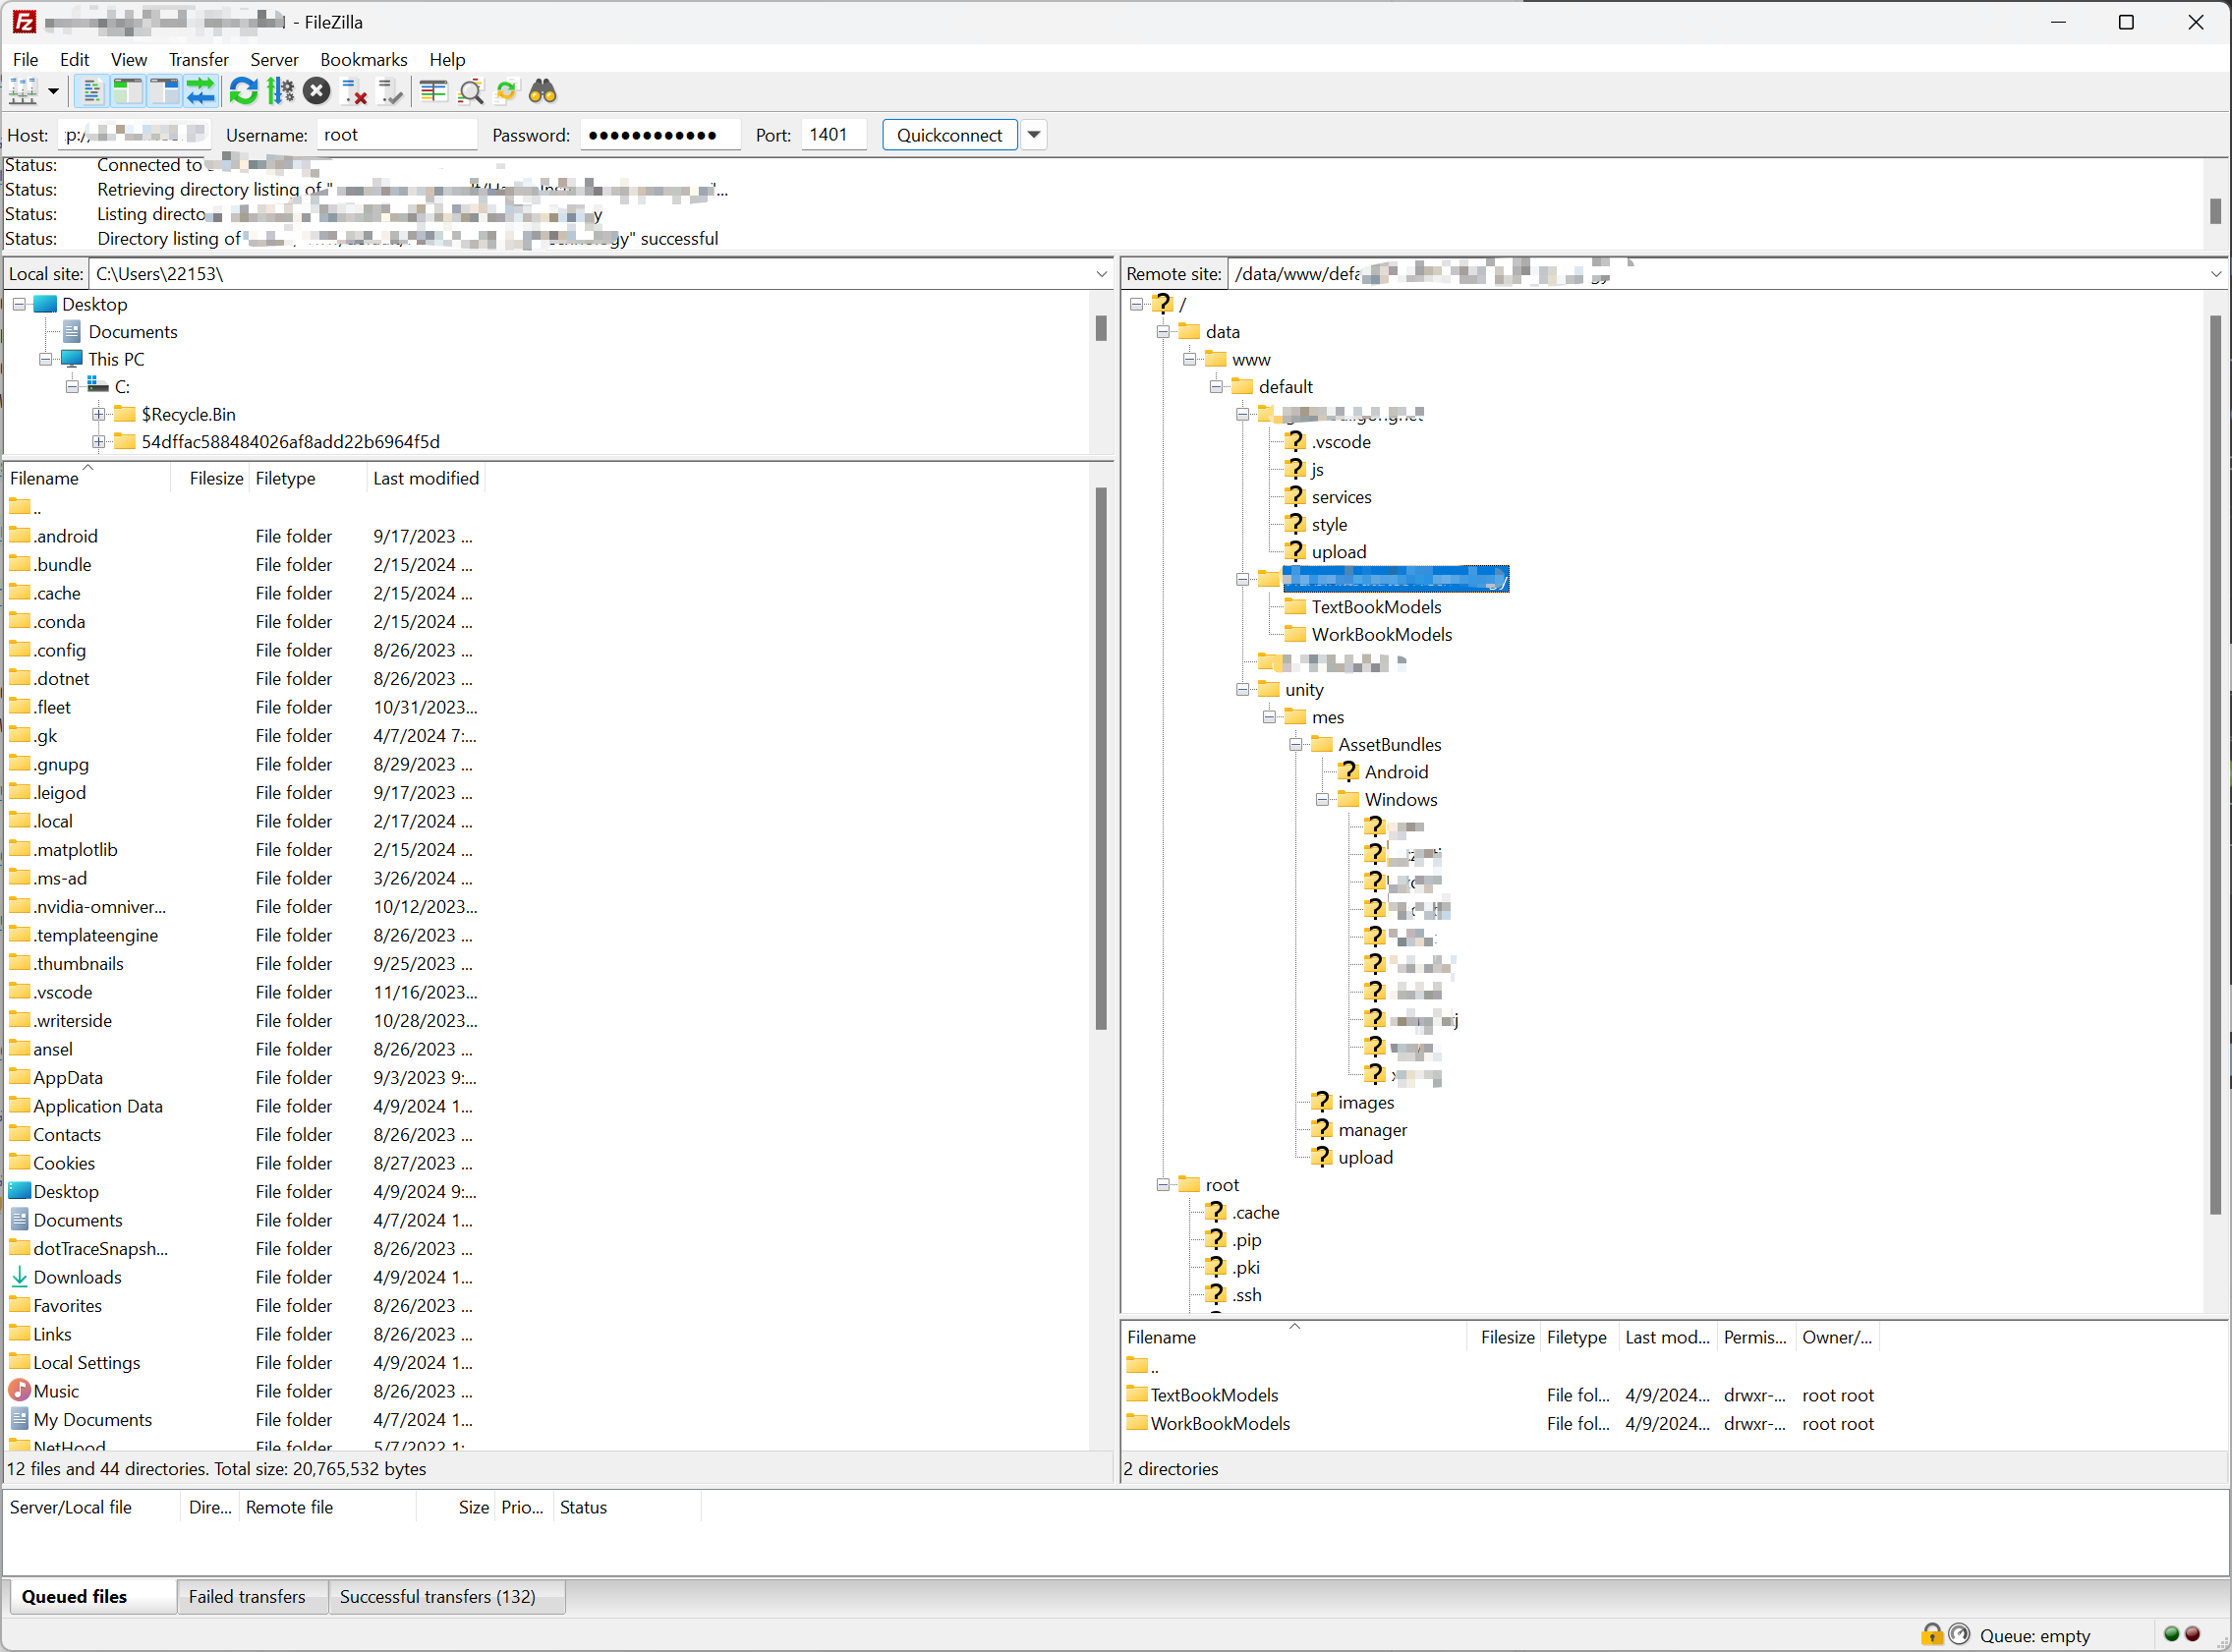 - FileZilla
File Edit View Transfer Server Bookmarks Help
Host: Username: root Password: ●●●●●●●●●●●● Port: 1401 Quickconnect
Status: Connected to
Status: Retrieving directory listing of "
Status: Listing
Status: Directory listing of " successful
Local site: C:\Users\22153\
Desktop
Documents
This PC
C:
$Recycle.Bin
54dffac588484026af8add22b6964f5d
Filename Filesize Filetype Last modified
..
.android File folder 9/17/2023 ...
.bundle File folder 2/15/2024 ...
.cache File folder 2/15/2024 ...
.conda File folder 2/15/2024 ...
.config File folder 8/26/2023 ...
.dotnet File folder 8/26/2023 ...
.fleet File folder 10/31/2023...
.gk File folder 4/7/2024 7:...
.gnupg File folder 8/29/2023 ...
.leigod File folder 9/17/2023 ...
.local File folder 2/17/2024 ...
.matplotlib File folder 2/15/2024 ...
.ms-ad File folder 3/26/2024 ...
.nvidia-omniver... File folder 10/12/2023...
.templateengine File folder 8/26/2023 ...
.thumbnails File folder 9/25/2023 ...
.vscode File folder 11/16/2023...
.writerside File folder 10/28/2023...
ansel File folder 8/26/2023 ...
AppData File folder 9/3/2023 9:...
Application Data File folder 4/9/2024 1...
Contacts File folder 8/26/2023 ...
Cookies File folder 8/27/2023 ...
Desktop File folder 4/9/2024 9:...
Documents File folder 4/7/2024 1...
dotTraceSnapsh... File folder 8/26/2023 ...
Downloads File folder 4/9/2024 1...
Favorites File folder 8/26/2023 ...
Links File folder 8/26/2023 ...
Local Settings File folder 4/9/2024 1...
Music File folder 8/26/2023 ...
My Documents File folder 4/7/2024 1...
NetHood File folder 5/7/2022 1:...
12 files and 44 directories. Total size: 20,765,532 bytes
Remote site: /data/www/
/
data
www
default
.vscode
js
services
style
upload
TextBookModels
WorkBookModels
unity
mes
AssetBundles
Android
Windows
images
manager
upload
root
.cache
.pip
.pki
.ssh
Filename Filesize Filetype Last mod... Permis... Owner/...
..
TextBookModels File fol... 4/9/2024... drwxr-... root root
WorkBookModels File fol... 4/9/2024... drwxr-... root root
2 directories
Server/Local file Dire... Remote file Size Prio... Status
Queued files Failed transfers Successful transfers (132)
Queue: empty